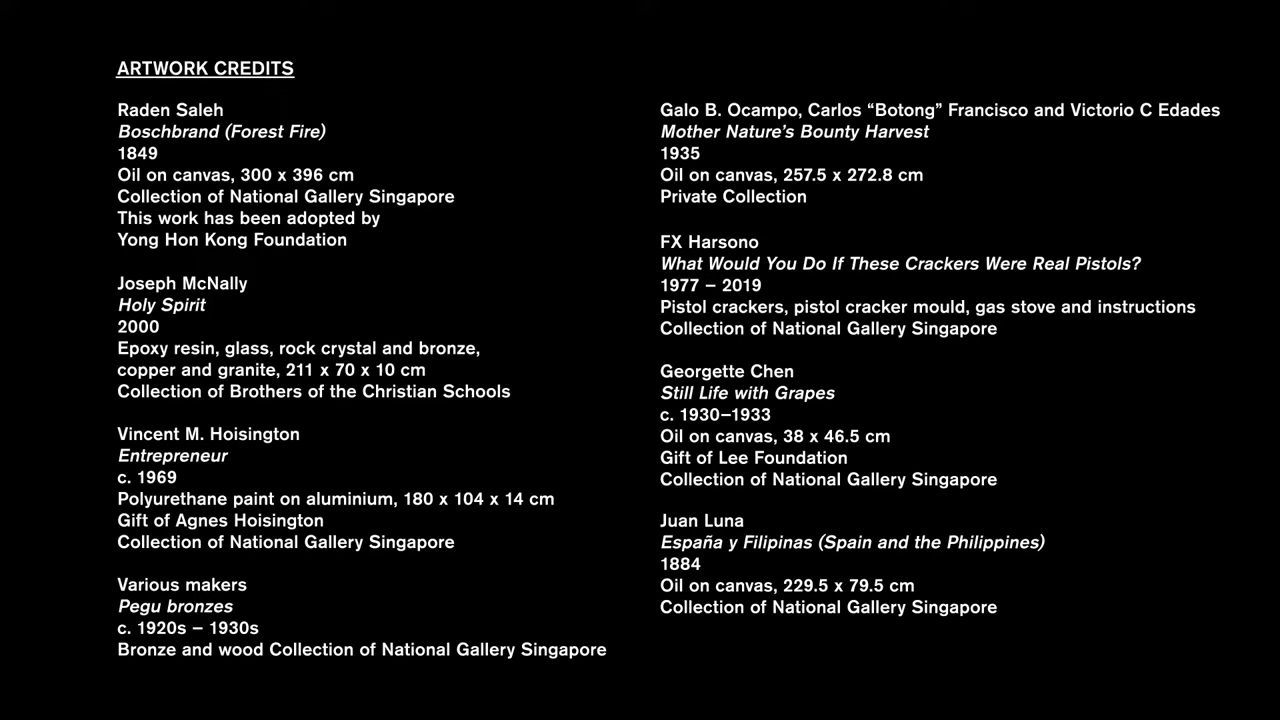 ARTWORK CREDITS
Raden Saleh
Boschbrand (Forest Fire)
1849
Oil on canvas, 300 x 396 cm
Collection of National Gallery Singapore
This work has been adopted by
Yong Hon Kong Foundation
Joseph McNally
Holy Spirit
2000
Epoxy resin, glass, rock crystal and bronze,
copper and granite, 211 x 70 x 10 cm
Collection of Brothers of the Christian Schools
Vincent M. Hoisington
Entrepreneur
c. 1969
Polyurethane paint on aluminium, 180 x 104 x 14 cm
Gift of Agnes Hoisington
Collection of National Gallery Singapore
Various makers
Pegu bronzes
c. 1920s – 1930s
Bronze and wood Collection of National Gallery Singapore
Galo B. Ocampo, Carlos “Botong” Francisco and Victorio C Edades
Mother Nature’s Bounty Harvest
1935
Oil on canvas, 257.5 x 272.8 cm
Private Collection
FX Harsono
What Would You Do If These Crackers Were Real Pistols?
1977 – 2019
Pistol crackers, pistol cracker mould, gas stove and instructions
Collection of National Gallery Singapore
Georgette Chen
Still Life with Grapes
c. 1930–1933
Oil on canvas, 38 x 46.5 cm
Gift of Lee Foundation
Collection of National Gallery Singapore
Juan Luna
España y Filipinas (Spain and the Philippines)
1884
Oil on canvas, 229.5 x 79.5 cm
Collection of National Gallery Singapore